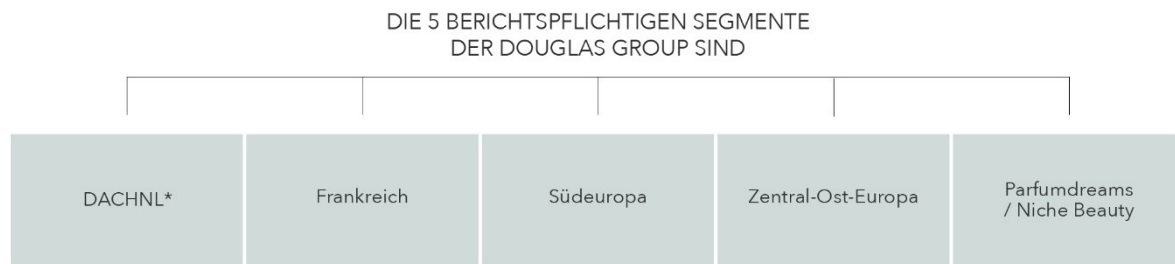 DIE 5 BERICHTSPFLICHTIGEN SEGMENTE
DER DOUGLAS GROUP SIND
DACHNL*
Frankreich
Südeuropa
Zentral-Ost-Europa
Parfumdreams
/ Niche Beauty